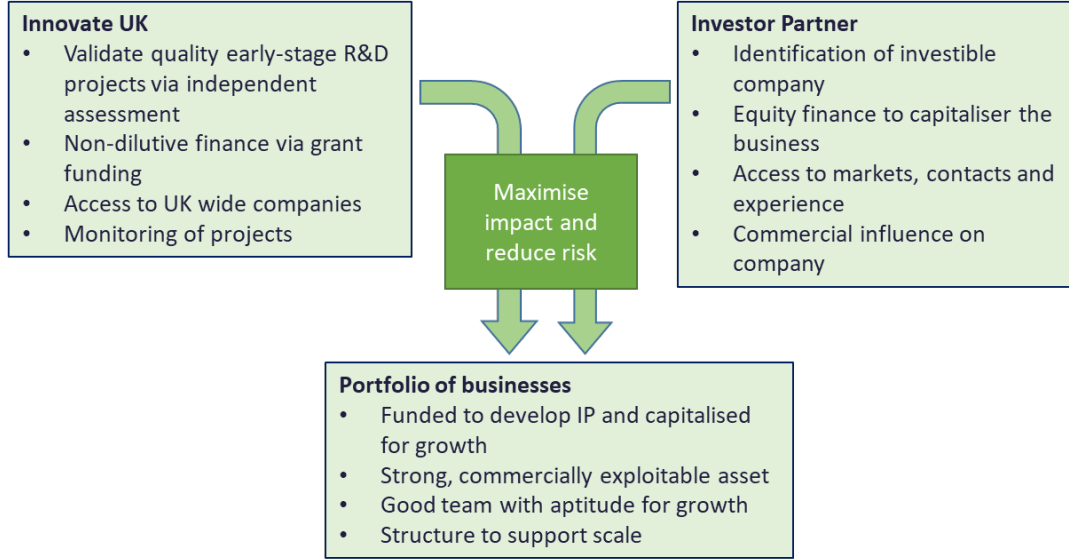 Innovate UK
• Validate quality early-stage R&D
projects via independent
assessment
• Non-dilutive finance via grant
funding
• Access to UK wide companies
• Monitoring of projects
Investor Partner
• Identification of investible
company
• Equity finance to capitaliser the
business
• Access to markets, contacts and
experience
• Commercial influence on
company
Maximise
impact and
reduce risk
Portfolio of businesses
• Funded to develop IP and capitalised
for growth
• Strong, commercially exploitable asset
• Good team with aptitude for growth
• Structure to support scale